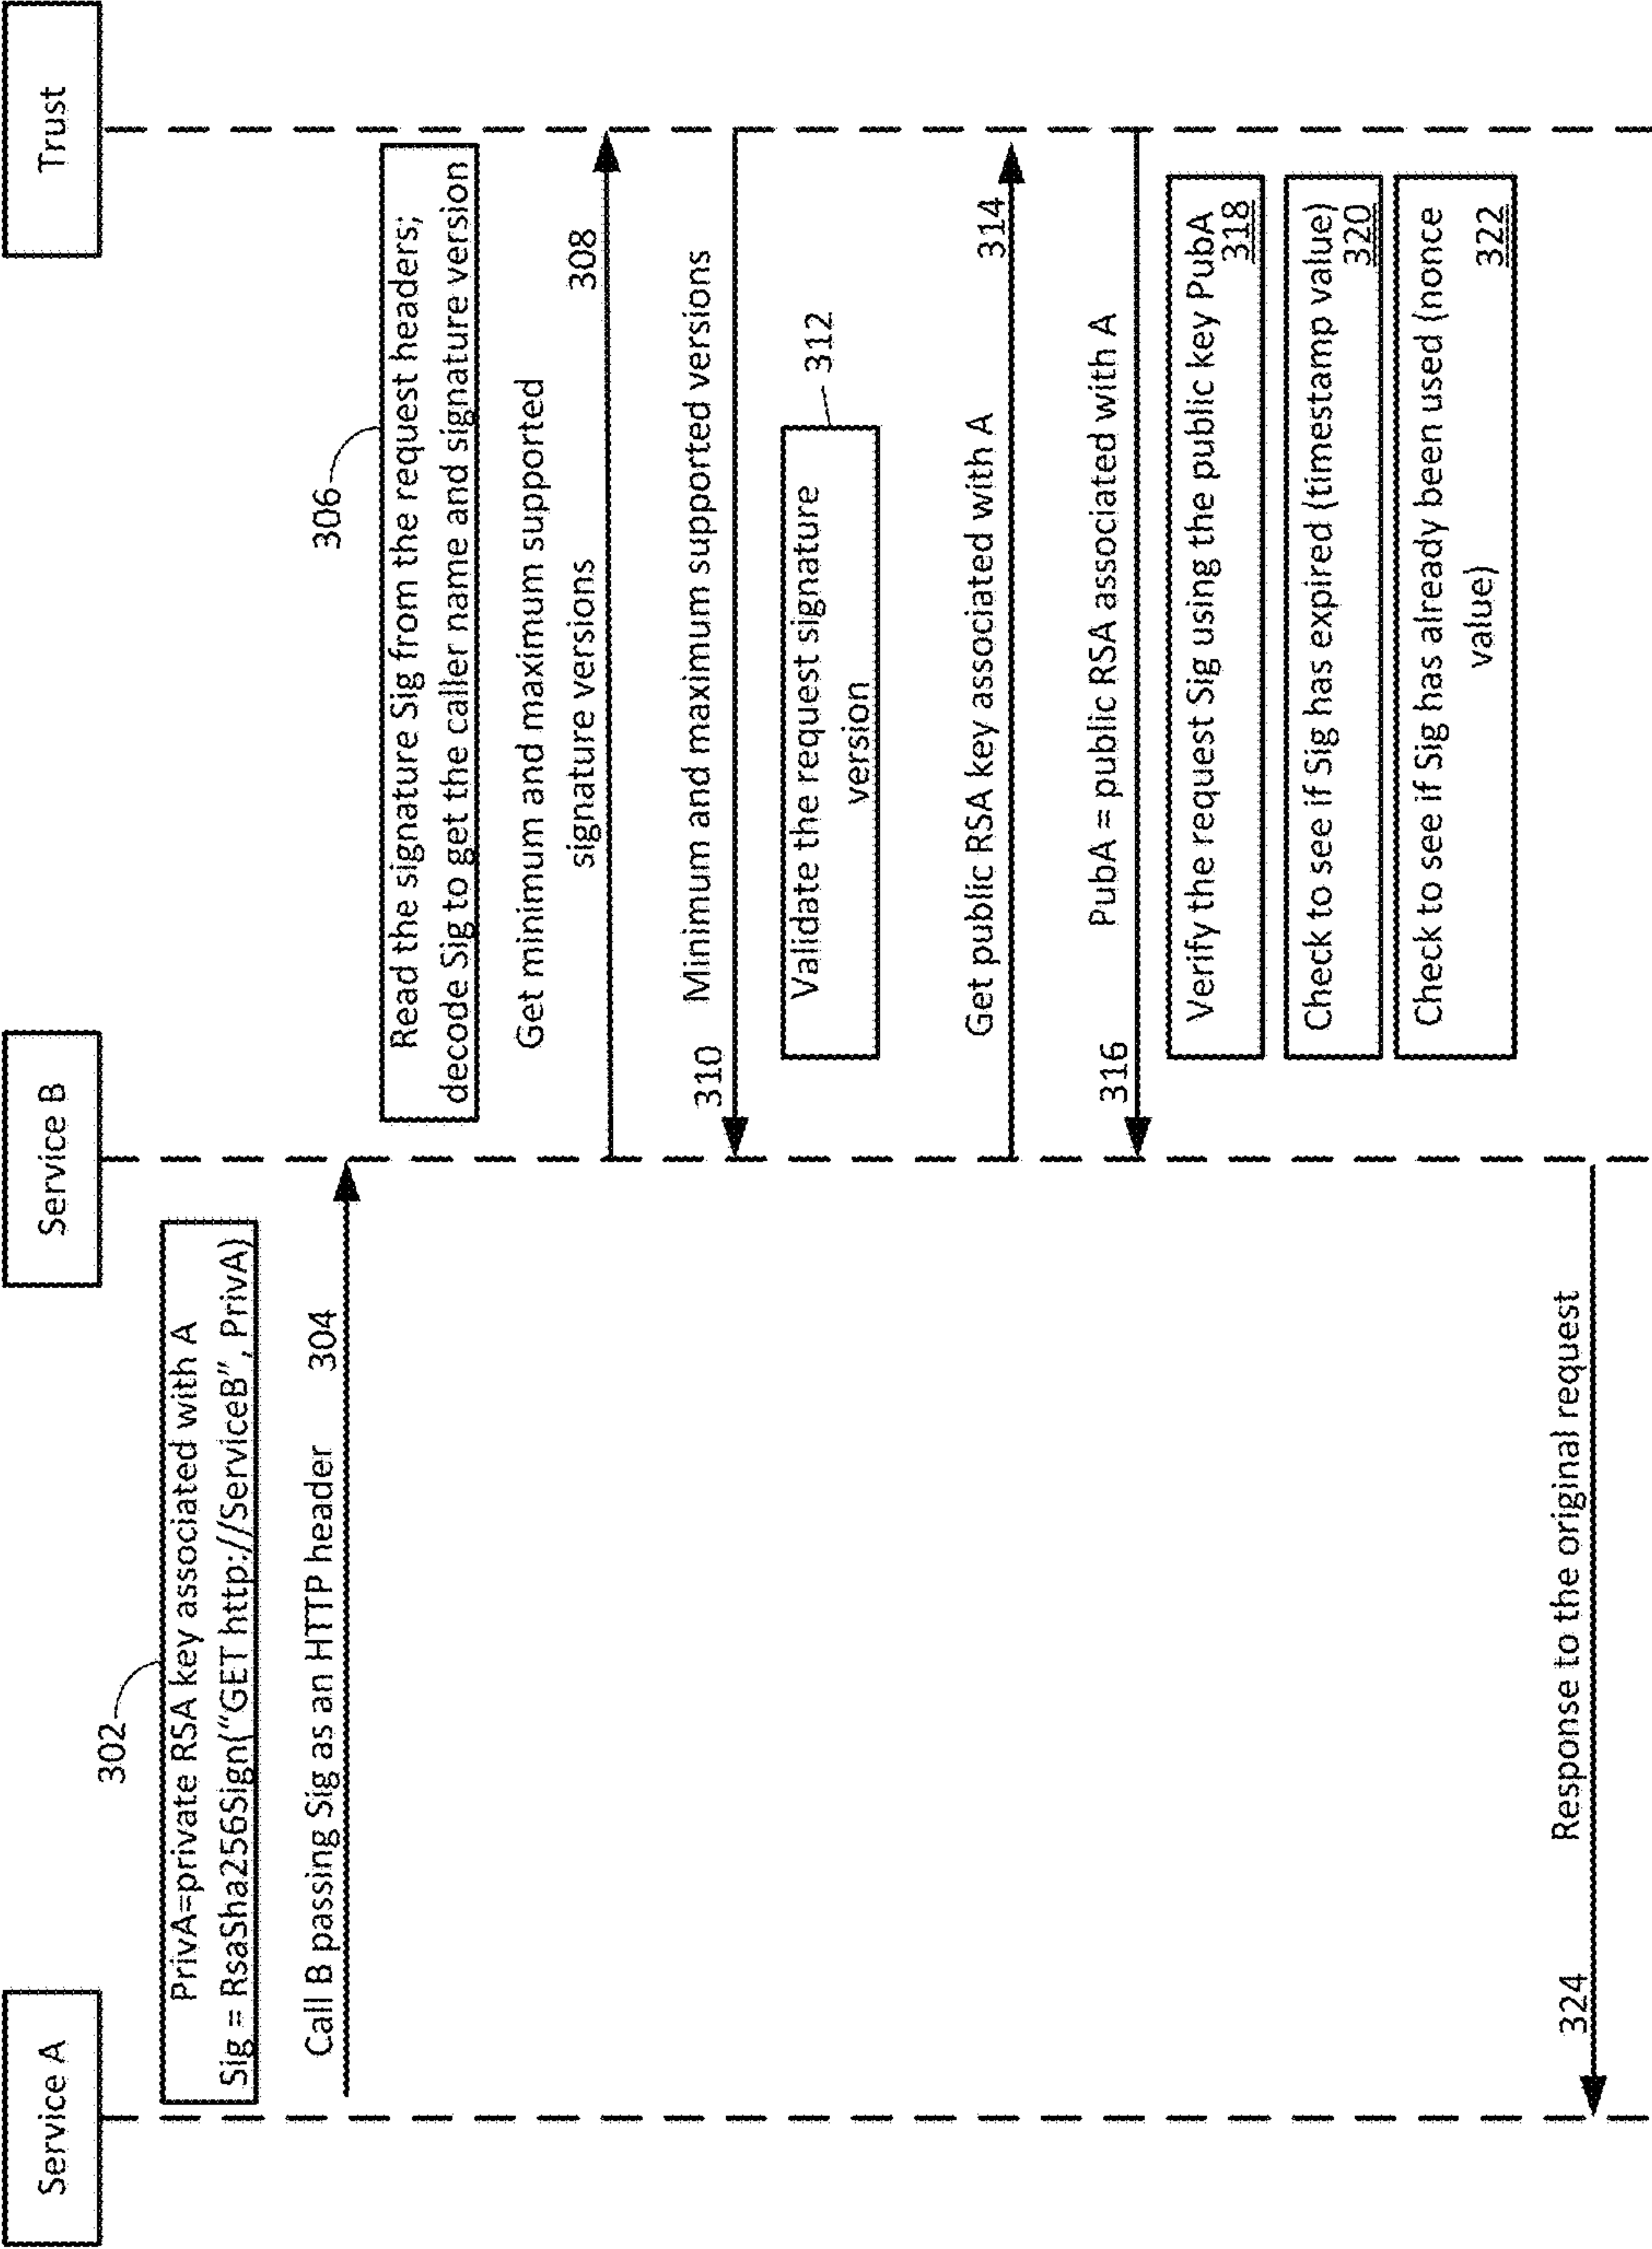 Service A
Service B
Trust
302
PrivA=private RSA key associated with A
Sig = RsaSha256Sign("GET http://ServiceB", PrivA)
Call B passing Sig as an HTTP header
304
306
Read the signature Sig from the request headers;
decode Sig to get the caller name and signature version
Get minimum and maximum supported
signature versions
308
310
Minimum and maximum supported versions
312
Validate the request signature
version
Get public RSA key associated with A
314
316
PubA = public RSA associated with A
Verify the request Sig using the public key PubA
318
Check to see if Sig has expired (timestamp value)
320
Check to see if Sig has already been used (nonce
value)
322
324
Response to the original request